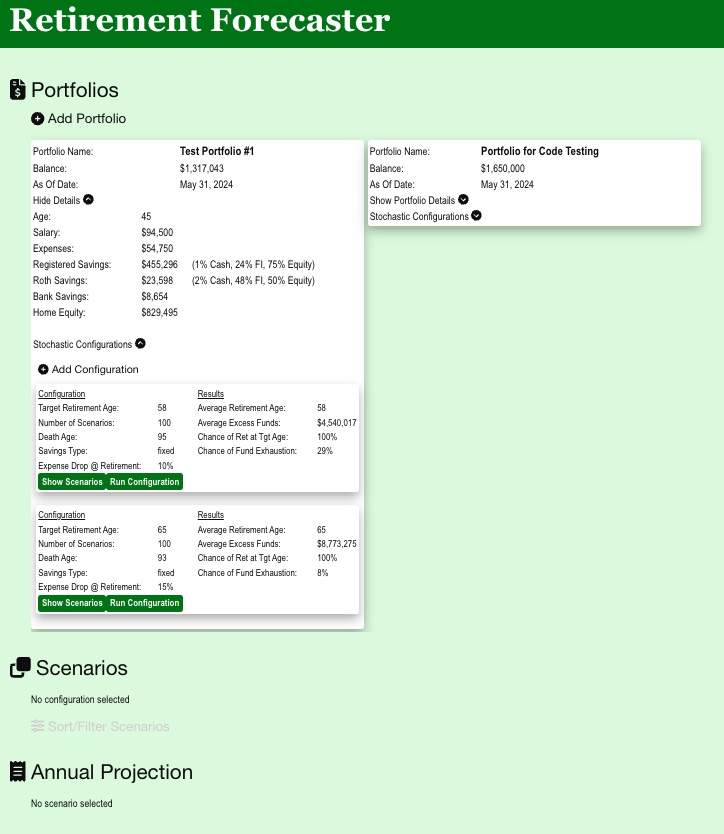 Retirement Forecaster
Portfolios
Add Portfolio
Portfolio Name: Test Portfolio #1
Balance: $1,317,043
As Of Date: May 31, 2024
Hide Details
Age: 45
Salary: $94,500
Expenses: $54,750
Registered Savings: $455,296 (1% Cash, 24% FI, 75% Equity)
Roth Savings: $23,598 (2% Cash, 48% FI, 50% Equity)
Bank Savings: $8,654
Home Equity: $829,495
Stochastic Configurations
Add Configuration
Configuration Results
Target Retirement Age: 58 Average Retirement Age: 58
Number of Scenarios: 100 Average Excess Funds: $4,540,017
Death Age: 95 Chance of Ret at Tgt Age: 100%
Savings Type: fixed Chance of Fund Exhaustion: 29%
Expense Drop @ Retirement: 10%
Show Scenarios Run Configuration
Configuration Results
Target Retirement Age: 65 Average Retirement Age: 65
Number of Scenarios: 100 Average Excess Funds: $8,773,275
Death Age: 93 Chance of Ret at Tgt Age: 100%
Savings Type: fixed Chance of Fund Exhaustion: 8%
Expense Drop @ Retirement: 15%
Show Scenarios Run Configuration
Portfolio Name: Portfolio for Code Testing
Balance: $1,650,000
As Of Date: May 31, 2024
Show Portfolio Details
Stochastic Configurations
Scenarios
No configuration selected
Sort/Filter Scenarios
Annual Projection
No scenario selected